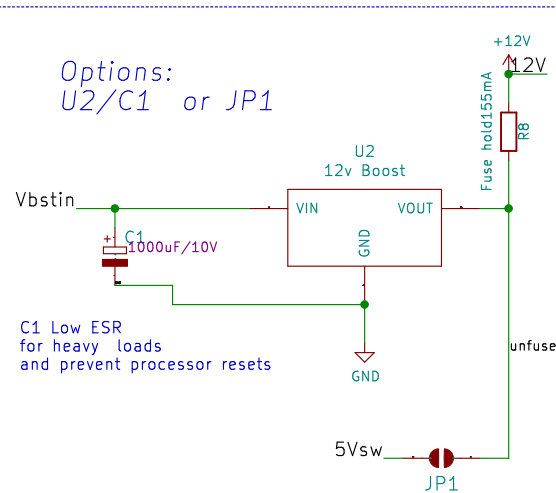 Options:
U2/C1 or JP1
+12V
12V
Fuse hold155mA
R8
U2
12v Boost
Vbstin
VIN
VOUT
GND
C1
1000uF/10V
+
C1 Low ESR
for heavy loads
and prevent processor resets
GND
unfuse
5Vsw
JP1